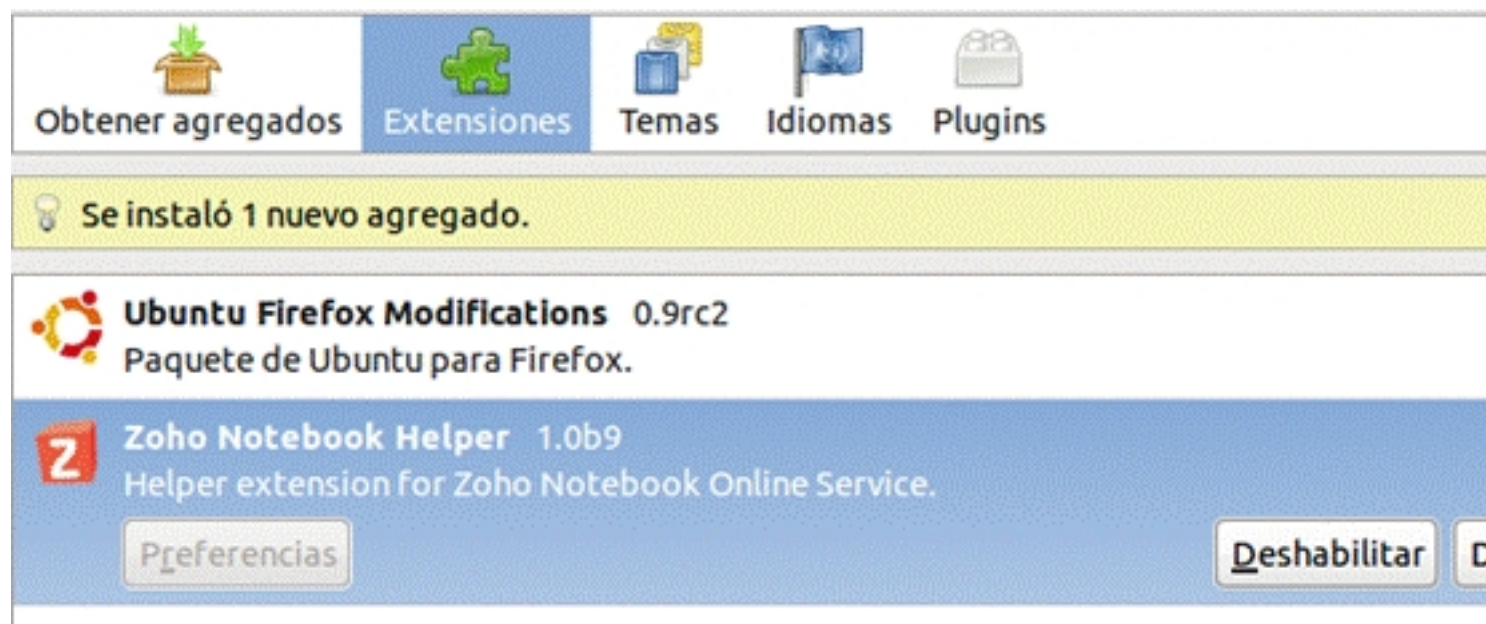 Obtener agregados Extensiones Temas Idiomas Plugins
Se instaló 1 nuevo agregado.
Ubuntu Firefox Modifications 0.9rc2
Paquete de Ubuntu para Firefox.
Z
Zoho Notebook Helper 1.0b9
Helper extension for Zoho Notebook Online Service.
Preferencias Deshabilitar D